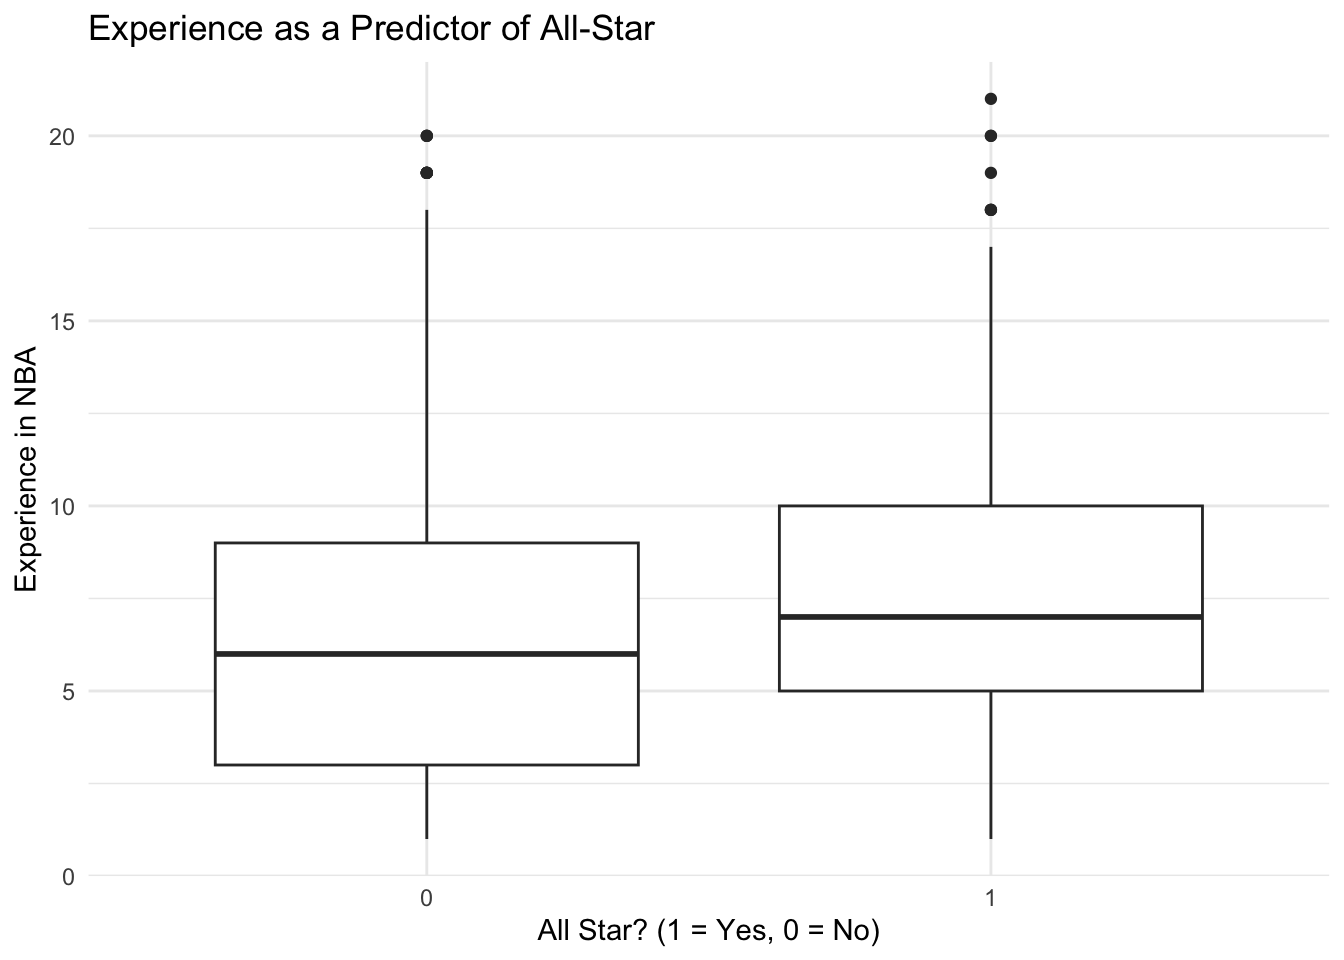 Experience as a Predictor of All-Star
Experience in NBA
20
15
10
5
0
0 1
All Star? (1 = Yes, 0 = No)